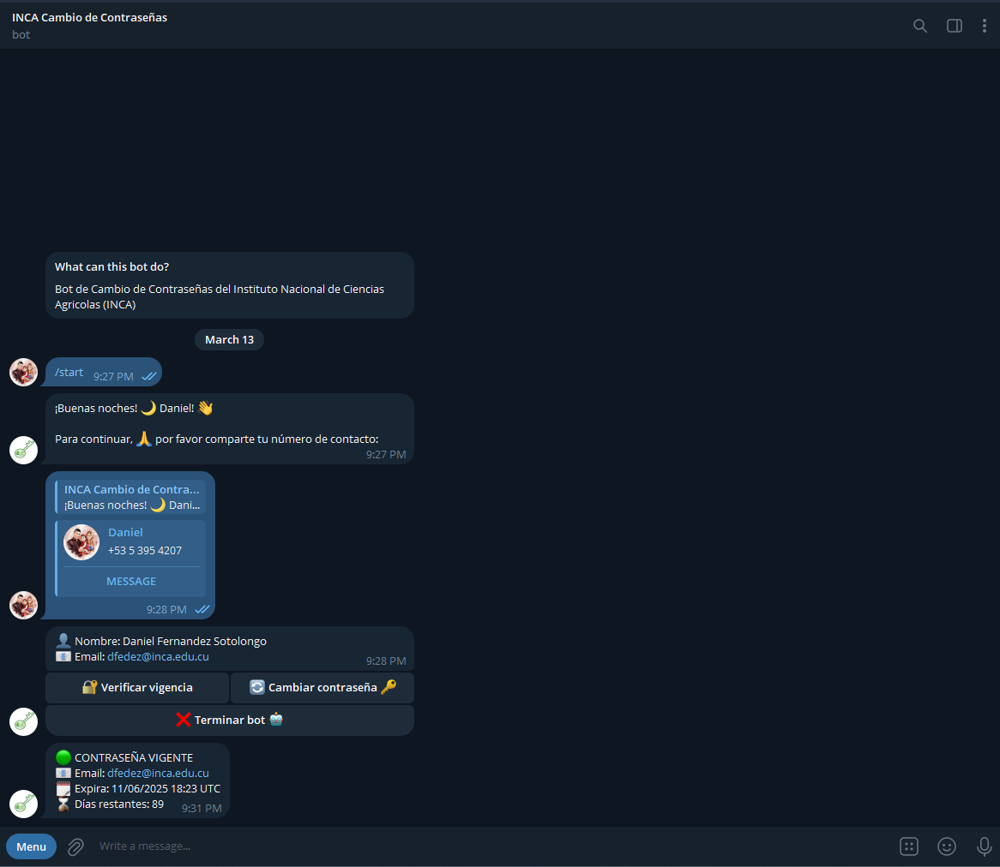 INCA Cambio de Contraseñas
bot
What can this bot do?
Bot de Cambio de Contraseñas del Instituto Nacional de Ciencias
Agricolas (INCA)
March 13
/start 9:27 PM
¡Buenas noches! 🌙 Daniel! 👋
Para continuar, 🙏 por favor comparte tu número de contacto:
9:27 PM
INCA Cambio de Contra...
¡Buenas noches! 🌙 Dani...
Daniel
+53 5 395 4207
MESSAGE
9:28 PM
👤 Nombre: Daniel Fernandez Sotolongo
📧 Email: dfedez@inca.edu.cu
9:28 PM
🔐 Verificar vigencia
🔄 Cambiar contraseña 🔑
❌ Terminar bot 🤖
🟢 CONTRASEÑA VIGENTE
📧 Email: dfedez@inca.edu.cu
🗓️ Expira: 11/06/2025 18:23 UTC
⏳ Días restantes: 89 9:31 PM
Menu
Write a message...